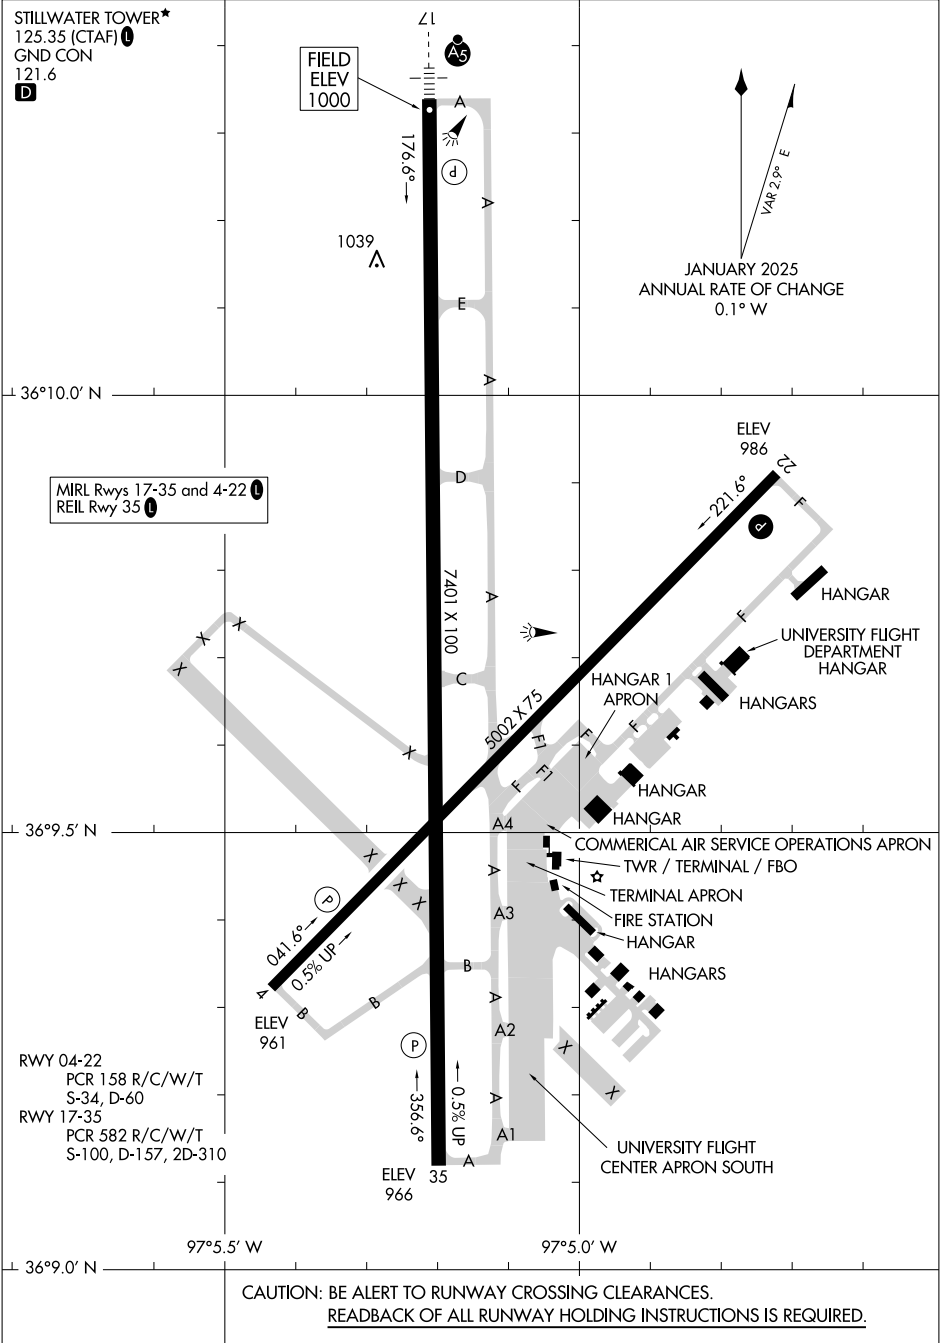 STILLWATER TOWER★
125.35 (CTAF) L
GND CON
121.6
D
FIELD
ELEV
1000
17
A5
A
176.6°
P
A
1039
E
A
VAR 2.9° E
JANUARY 2025
ANNUAL RATE OF CHANGE
0.1° W
36°10.0' N
MIRL Rwys 17-35 and 4-22 L
REIL Rwy 35 L
D
ELEV
986
22
221.6°
F
P
7401 X 100
A
HANGAR
F
UNIVERSITY FLIGHT
DEPARTMENT
HANGAR
X
X
X
C
HANGAR 1
APRON
HANGARS
5002 X 75
F1
F
F
X
F
F1
HANGAR
HANGAR
36°9.5' N
A4
COMMERICAL AIR SERVICE OPERATIONS APRON
TWR / TERMINAL / FBO
X
A
TERMINAL APRON
X
X
P
A3
FIRE STATION
HANGAR
041.6°
0.5% UP
B
HANGARS
4
B
B
A
ELEV
961
A2
P
X
RWY 04-22
PCR 158 R/C/W/T
S-34, D-60
RWY 17-35
PCR 582 R/C/W/T
S-100, D-157, 2D-310
356.6°
0.5% UP
A
X
A1
A
UNIVERSITY FLIGHT
CENTER APRON SOUTH
ELEV
966
35
97°5.5' W
97°5.0' W
36°9.0' N
CAUTION: BE ALERT TO RUNWAY CROSSING CLEARANCES.
READBACK OF ALL RUNWAY HOLDING INSTRUCTIONS IS REQUIRED.